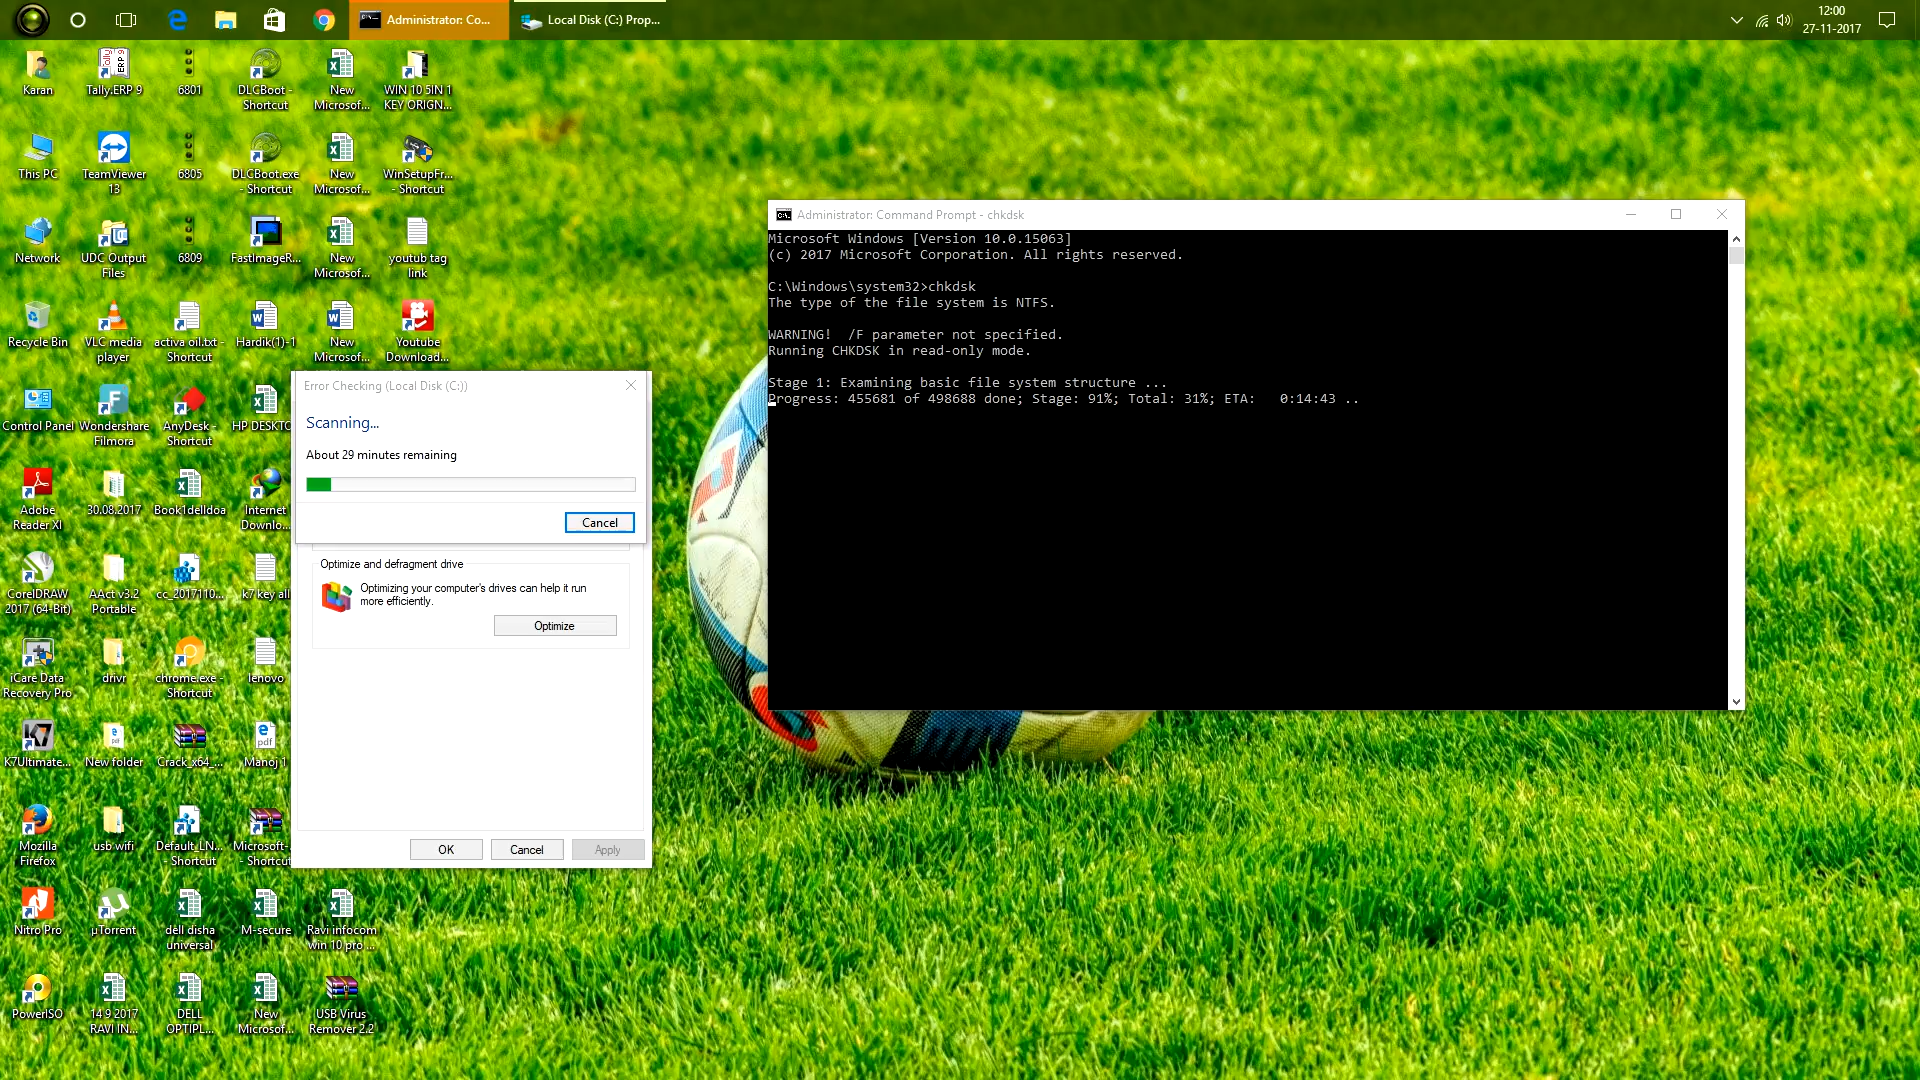 Administrator: Co...
Local Disk (C:) Prop...
12:00
27-11-2017
Karan
Tally.ERP 9
6801
DLCBoot -
Shortcut
New
Microsof...
WIN 10 5IN 1
KEY ORIGN...
This PC
TeamViewer
13
6805
DLCBoot.exe
- Shortcut
New
Microsof...
WinSetupFr...
- Shortcut
Network
UDC Output
Files
6809
FastImageR...
New
Microsof...
youtub tag
link
Recycle Bin
VLC media
player
activa oil.txt -
Shortcut
Hardik(1)-1
New
Microsof...
Youtube
Download...
Control Panel
Wondershare
Filmora
AnyDesk -
Shortcut
HP DESKTO
Adobe
Reader XI
30.08.2017
Book1delldoa
Internet
Downlo...
CorelDRAW
2017 (64-Bit)
AAct v3.2
Portable
cc_2017110...
k7 key all
iCare Data
Recovery Pro
drivr
chrome.exe -
Shortcut
lenovo
K7Ultimate...
New folder
Crack_x64_...
Manoj 1
Mozilla
Firefox
usb wifi
Default_LN...
- Shortcut
Microsoft-
- Shortcut
Nitro Pro
µTorrent
dell disha
universal
M-secure
Ravi infocom
win 10 pro ...
PowerISO
14 9 2017
RAVI IN...
DELL
OPTIPL...
New
Microsof...
USB Virus
Remover 2.2
Error Checking (Local Disk (C:))
Scanning...
About 29 minutes remaining
Cancel
Optimize and defragment drive
Optimizing your computer's drives can help it run
more efficiently.
Optimize
OK
Cancel
Apply
Administrator: Command Prompt - chkdsk
Microsoft Windows [Version 10.0.15063]
(c) 2017 Microsoft Corporation. All rights reserved.
C:\Windows\system32>chkdsk
The type of the file system is NTFS.
WARNING!  /F parameter not specified.
Running CHKDSK in read-only mode.
Stage 1: Examining basic file system structure ...
Progress: 455681 of 498688 done; Stage: 91%; Total: 31%; ETA:   0:14:43 ..